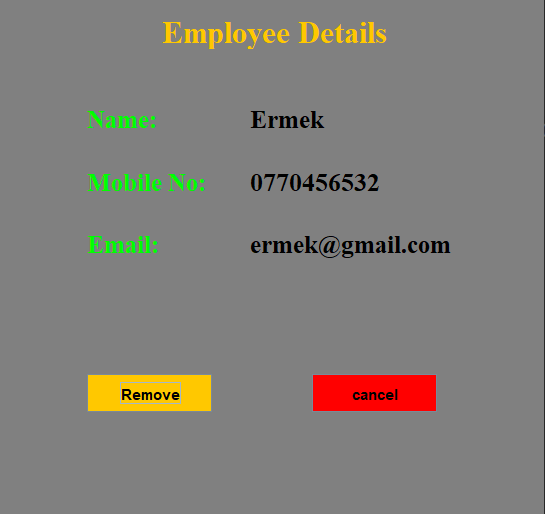 Employee Details
Name: Ermek
Mobile No: 0770456532
Email: ermek@gmail.com
Remove cancel